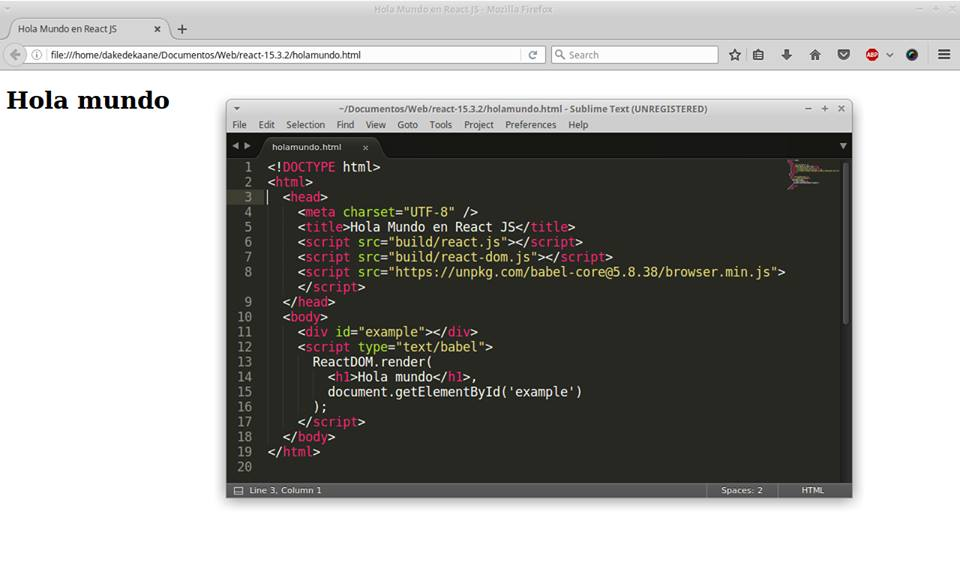 Hola Mundo en React JS - Mozilla Firefox
Hola Mundo en React JS
file:///home/dakedekaane/Documentos/Web/react-15.3.2/holamundo.html
Search
ABP
Hola mundo
~/Documentos/Web/react-15.3.2/holamundo.html - Sublime Text (UNREGISTERED)
File Edit Selection Find View Goto Tools Project Preferences Help
holamundo.html
1 <!DOCTYPE html>
2 <html>
3 <head>
4 <meta charset="UTF-8" />
5 <title>Hola Mundo en React JS</title>
6 <script src="build/react.js"></script>
7 <script src="build/react-dom.js"></script>
8 <script src="https://unpkg.com/babel-core@5.8.38/browser.min.js">
</script>
9 </head>
10 <body>
11 <div id="example"></div>
12 <script type="text/babel">
13 ReactDOM.render(
14 <h1>Hola mundo</h1>,
15 document.getElementById('example')
16 );
17 </script>
18 </body>
19 </html>
20
Line 3, Column 1
Spaces: 2
HTML